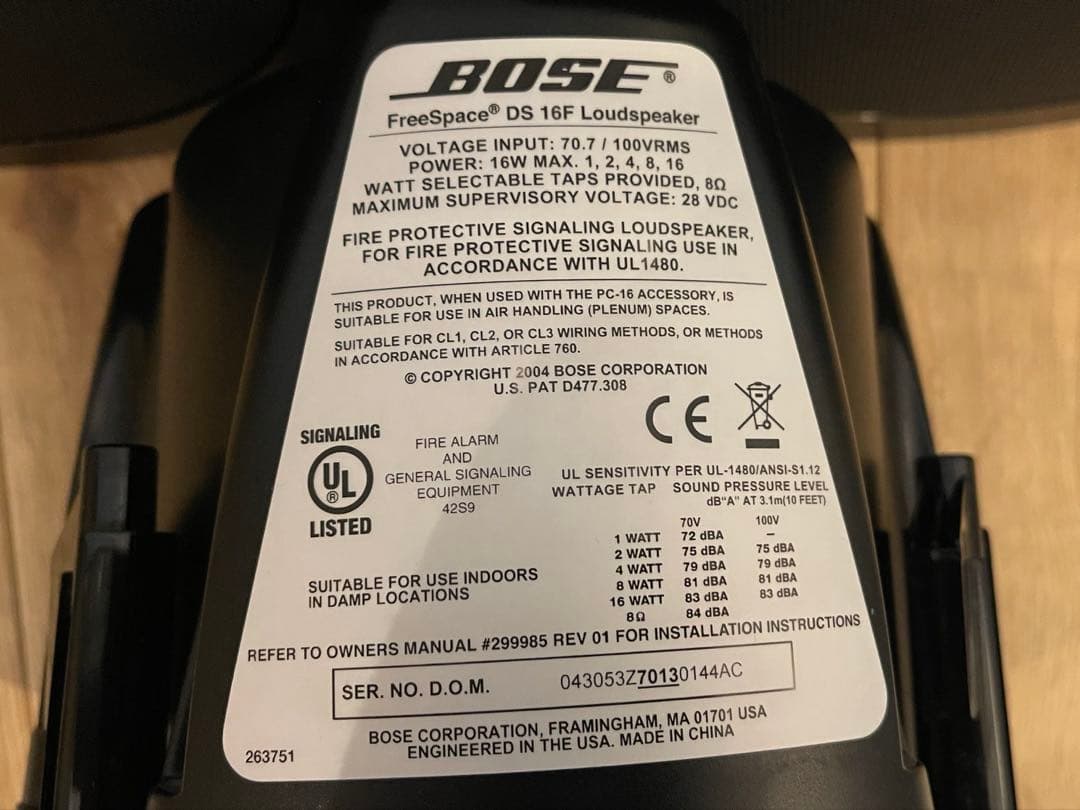 BOSE®
FreeSpace® DS 16F Loudspeaker
VOLTAGE INPUT: 70.7 / 100VRMS
POWER: 16W MAX. 1, 2, 4, 8, 16
WATT SELECTABLE TAPS PROVIDED, 8Ω
MAXIMUM SUPERVISORY VOLTAGE: 28 VDC
FIRE PROTECTIVE SIGNALING LOUDSPEAKER,
FOR FIRE PROTECTIVE SIGNALING USE IN
ACCORDANCE WITH UL1480.
THIS PRODUCT, WHEN USED WITH THE PC-16 ACCESSORY, IS
SUITABLE FOR USE IN AIR HANDLING (PLENUM) SPACES.
SUITABLE FOR CL1, CL2, OR CL3 WIRING METHODS, OR METHODS
IN ACCORDANCE WITH ARTICLE 760.
© COPYRIGHT 2004 BOSE CORPORATION
U.S. PAT D477.308
CE
SIGNALING
UL®
LISTED
FIRE ALARM
AND
GENERAL SIGNALING
EQUIPMENT
42S9
SUITABLE FOR USE INDOORS
IN DAMP LOCATIONS
UL SENSITIVITY PER UL-1480/ANSI-S1.12
WATTAGE TAP SOUND PRESSURE LEVEL
dB"A" AT 3.1m(10 FEET)
70V 100V
1 WATT 72 dBA –
2 WATT 75 dBA 75 dBA
4 WATT 79 dBA 79 dBA
8 WATT 81 dBA 81 dBA
16 WATT 83 dBA 83 dBA
8Ω 84 dBA
REFER TO OWNERS MANUAL #299985 REV 01 FOR INSTALLATION INSTRUCTIONS
SER. NO. D.O.M. 043053Z70130144AC
BOSE CORPORATION, FRAMINGHAM, MA 01701 USA
ENGINEERED IN THE USA. MADE IN CHINA
263751